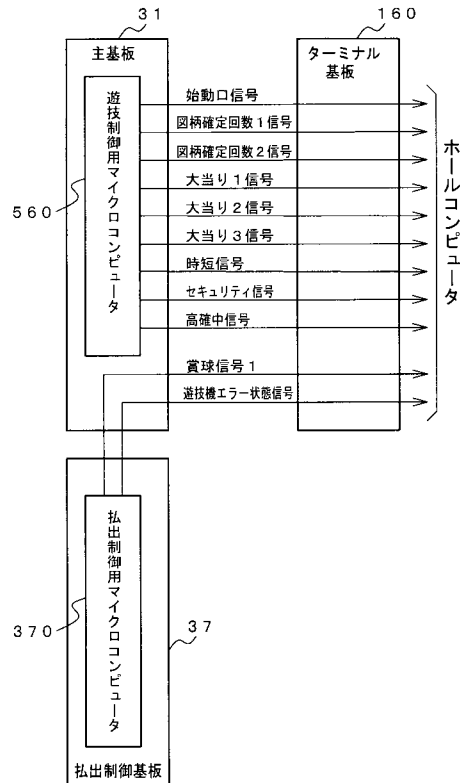 31
160
主基板
ターミナル
基板
遊技制御用マイクロコンピュータ
560
始動口信号
図柄確定回数1信号
図柄確定回数2信号
大当り1信号
大当り2信号
大当り3信号
時短信号
セキュリティ信号
高確中信号
賞球信号1
遊技機エラー状態信号
ホールコンピュータ
払出制御用マイクロコンピュータ
370
37
払出制御基板